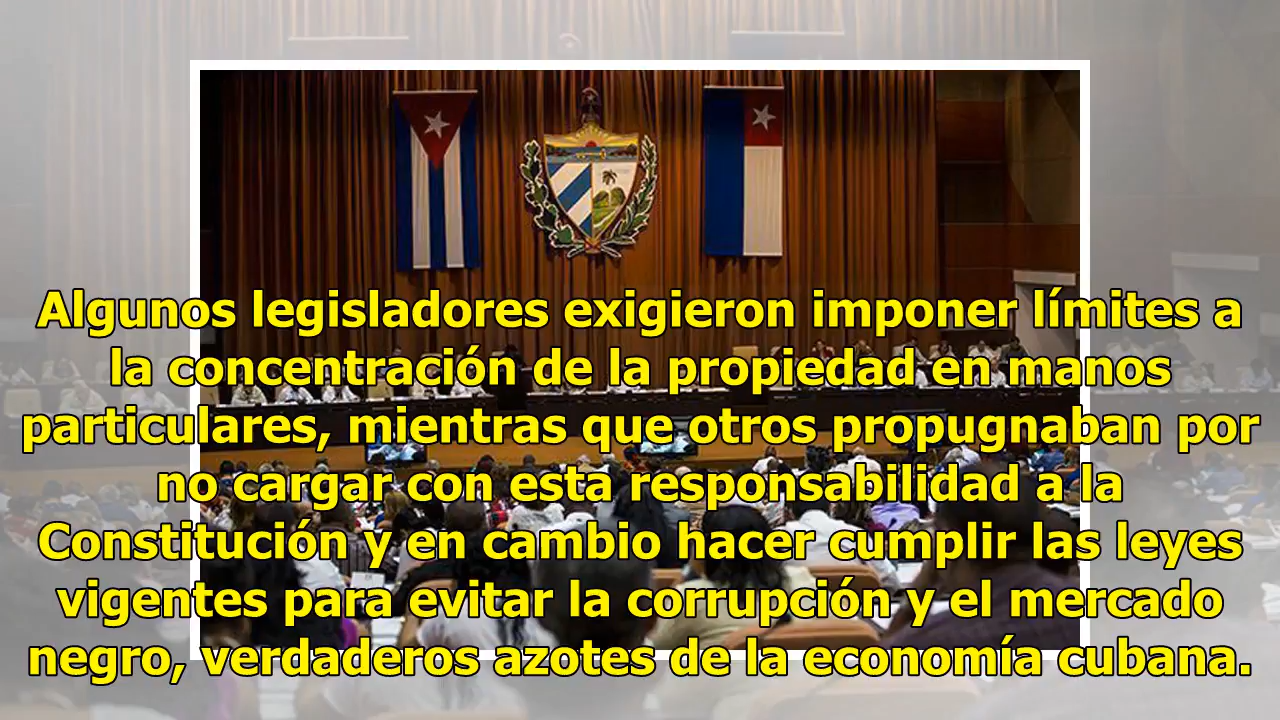 Algunos legisladores exigieron imponer límites a
la concentración de la propiedad en manos
particulares, mientras que otros propugnaban por
no cargar con esta responsabilidad a la
Constitución y en cambio hacer cumplir las leyes
vigentes para evitar la corrupción y el mercado
negro, verdaderos azotes de la economía cubana.